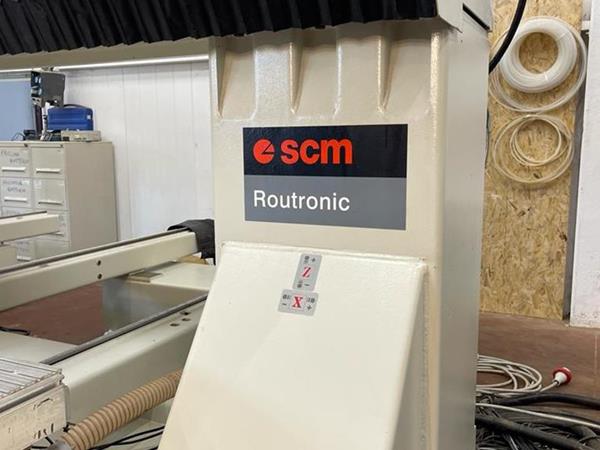 scm
Routronic
+
Z
-
- X +